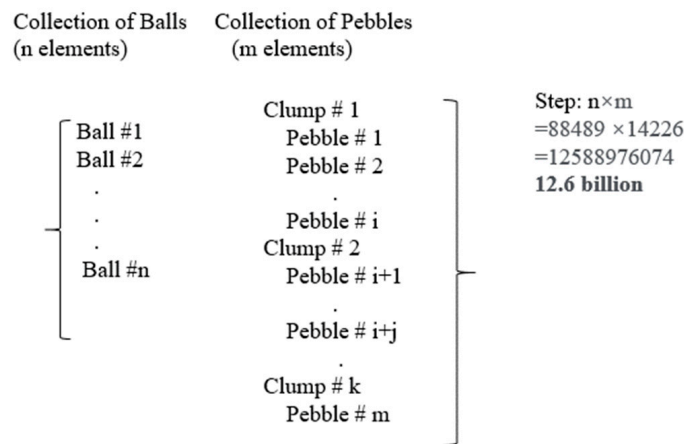 Collection of Balls
(n elements)
Collection of Pebbles
(m elements)
Ball #1
Ball #2
.
.
.
Ball #n
Clump # 1
Pebble # 1
Pebble # 2
.
Pebble # i
Clump # 2
Pebble # i+1
.
Pebble # i+j
.
Clump # k
Pebble # m
Step: n×m
=88489 ×14226
=12588976074
12.6 billion